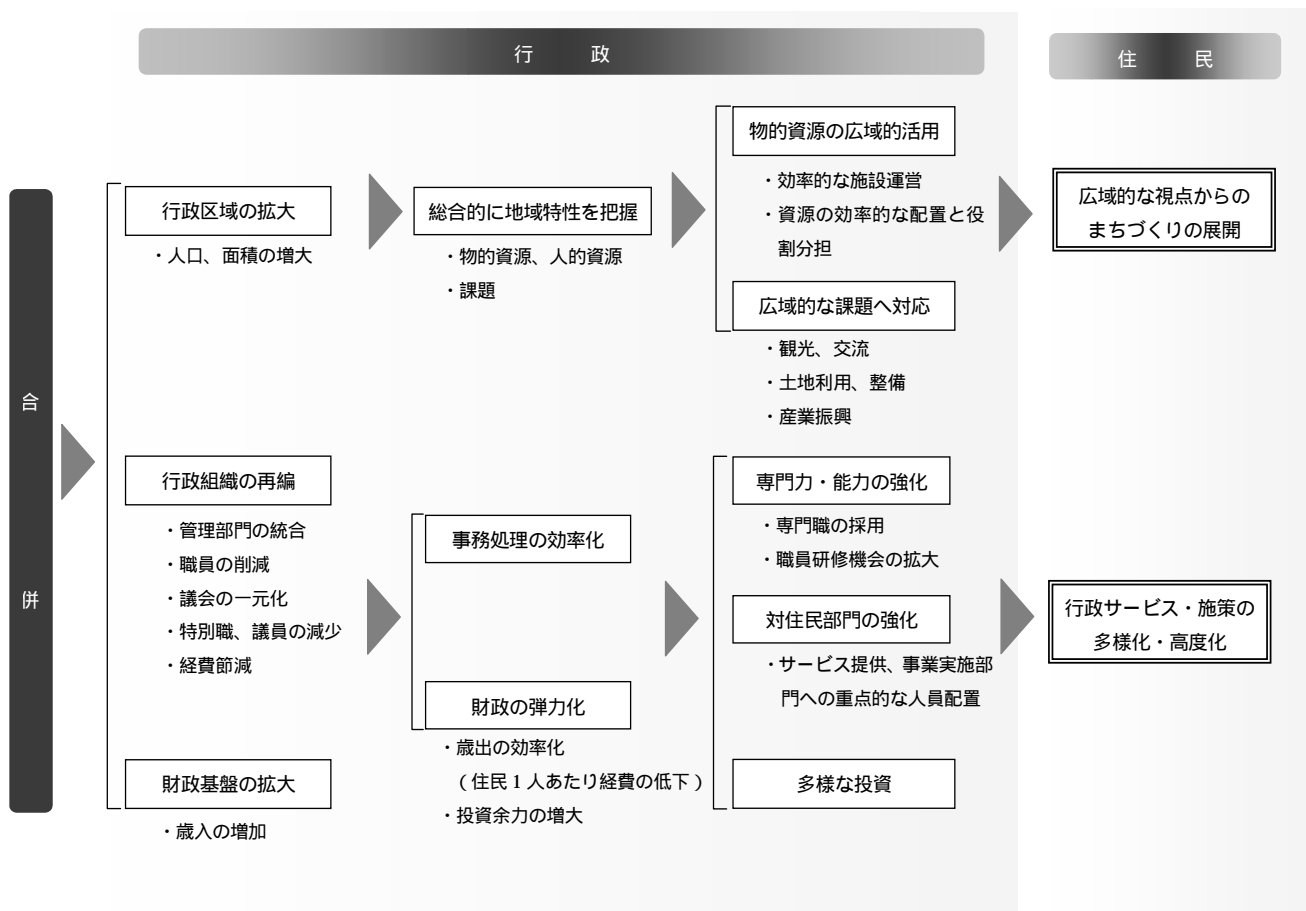 行　政
住　民
合併
行政区域の拡大
・人口、面積の増大
総合的に地域特性を把握
・物的資源、人的資源
・課題
物的資源の広域的活用
・効率的な施設運営
・資源の効率的な配置と役
割分担
広域的な課題へ対応
・観光、交流
・土地利用、整備
・産業振興
広域的な視点からの
まちづくりの展開
行政組織の再編
・管理部門の統合
・職員の削減
・議会の一元化
・特別職、議員の減少
・経費節減
財政基盤の拡大
・歳入の増加
事務処理の効率化
財政の弾力化
・歳出の効率化
（住民１人あたり経費の低下）
・投資余力の増大
専門力・能力の強化
・専門職の採用
・職員研修機会の拡大
対住民部門の強化
・サービス提供、事業実施部
門への重点的な人員配置
多様な投資
行政サービス・施策の
多様化・高度化